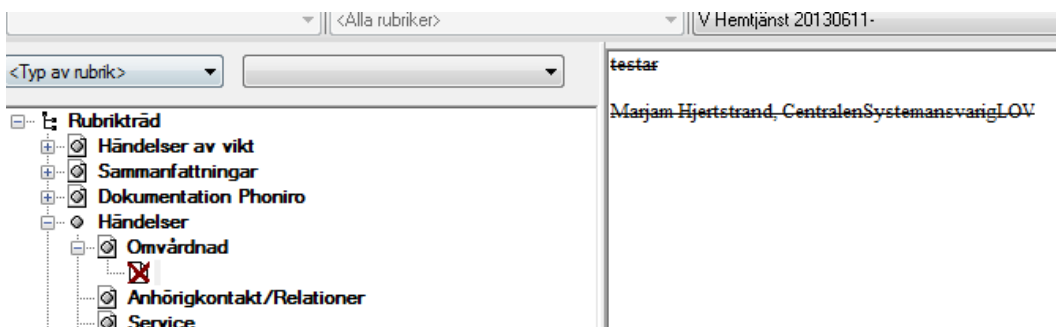 <Alla rubriker>
V Hemtjänst 20130611-
<Typ av rubrik>
Rubrikträd
Händelser av vikt
Sammanfattningar
Dokumentation Phoniro
Händelser
Omvårdnad
Anhörigkontakt/Relationer
Service
testar
Marjam Hjertstrand, CentralenSystemansvarigLOV